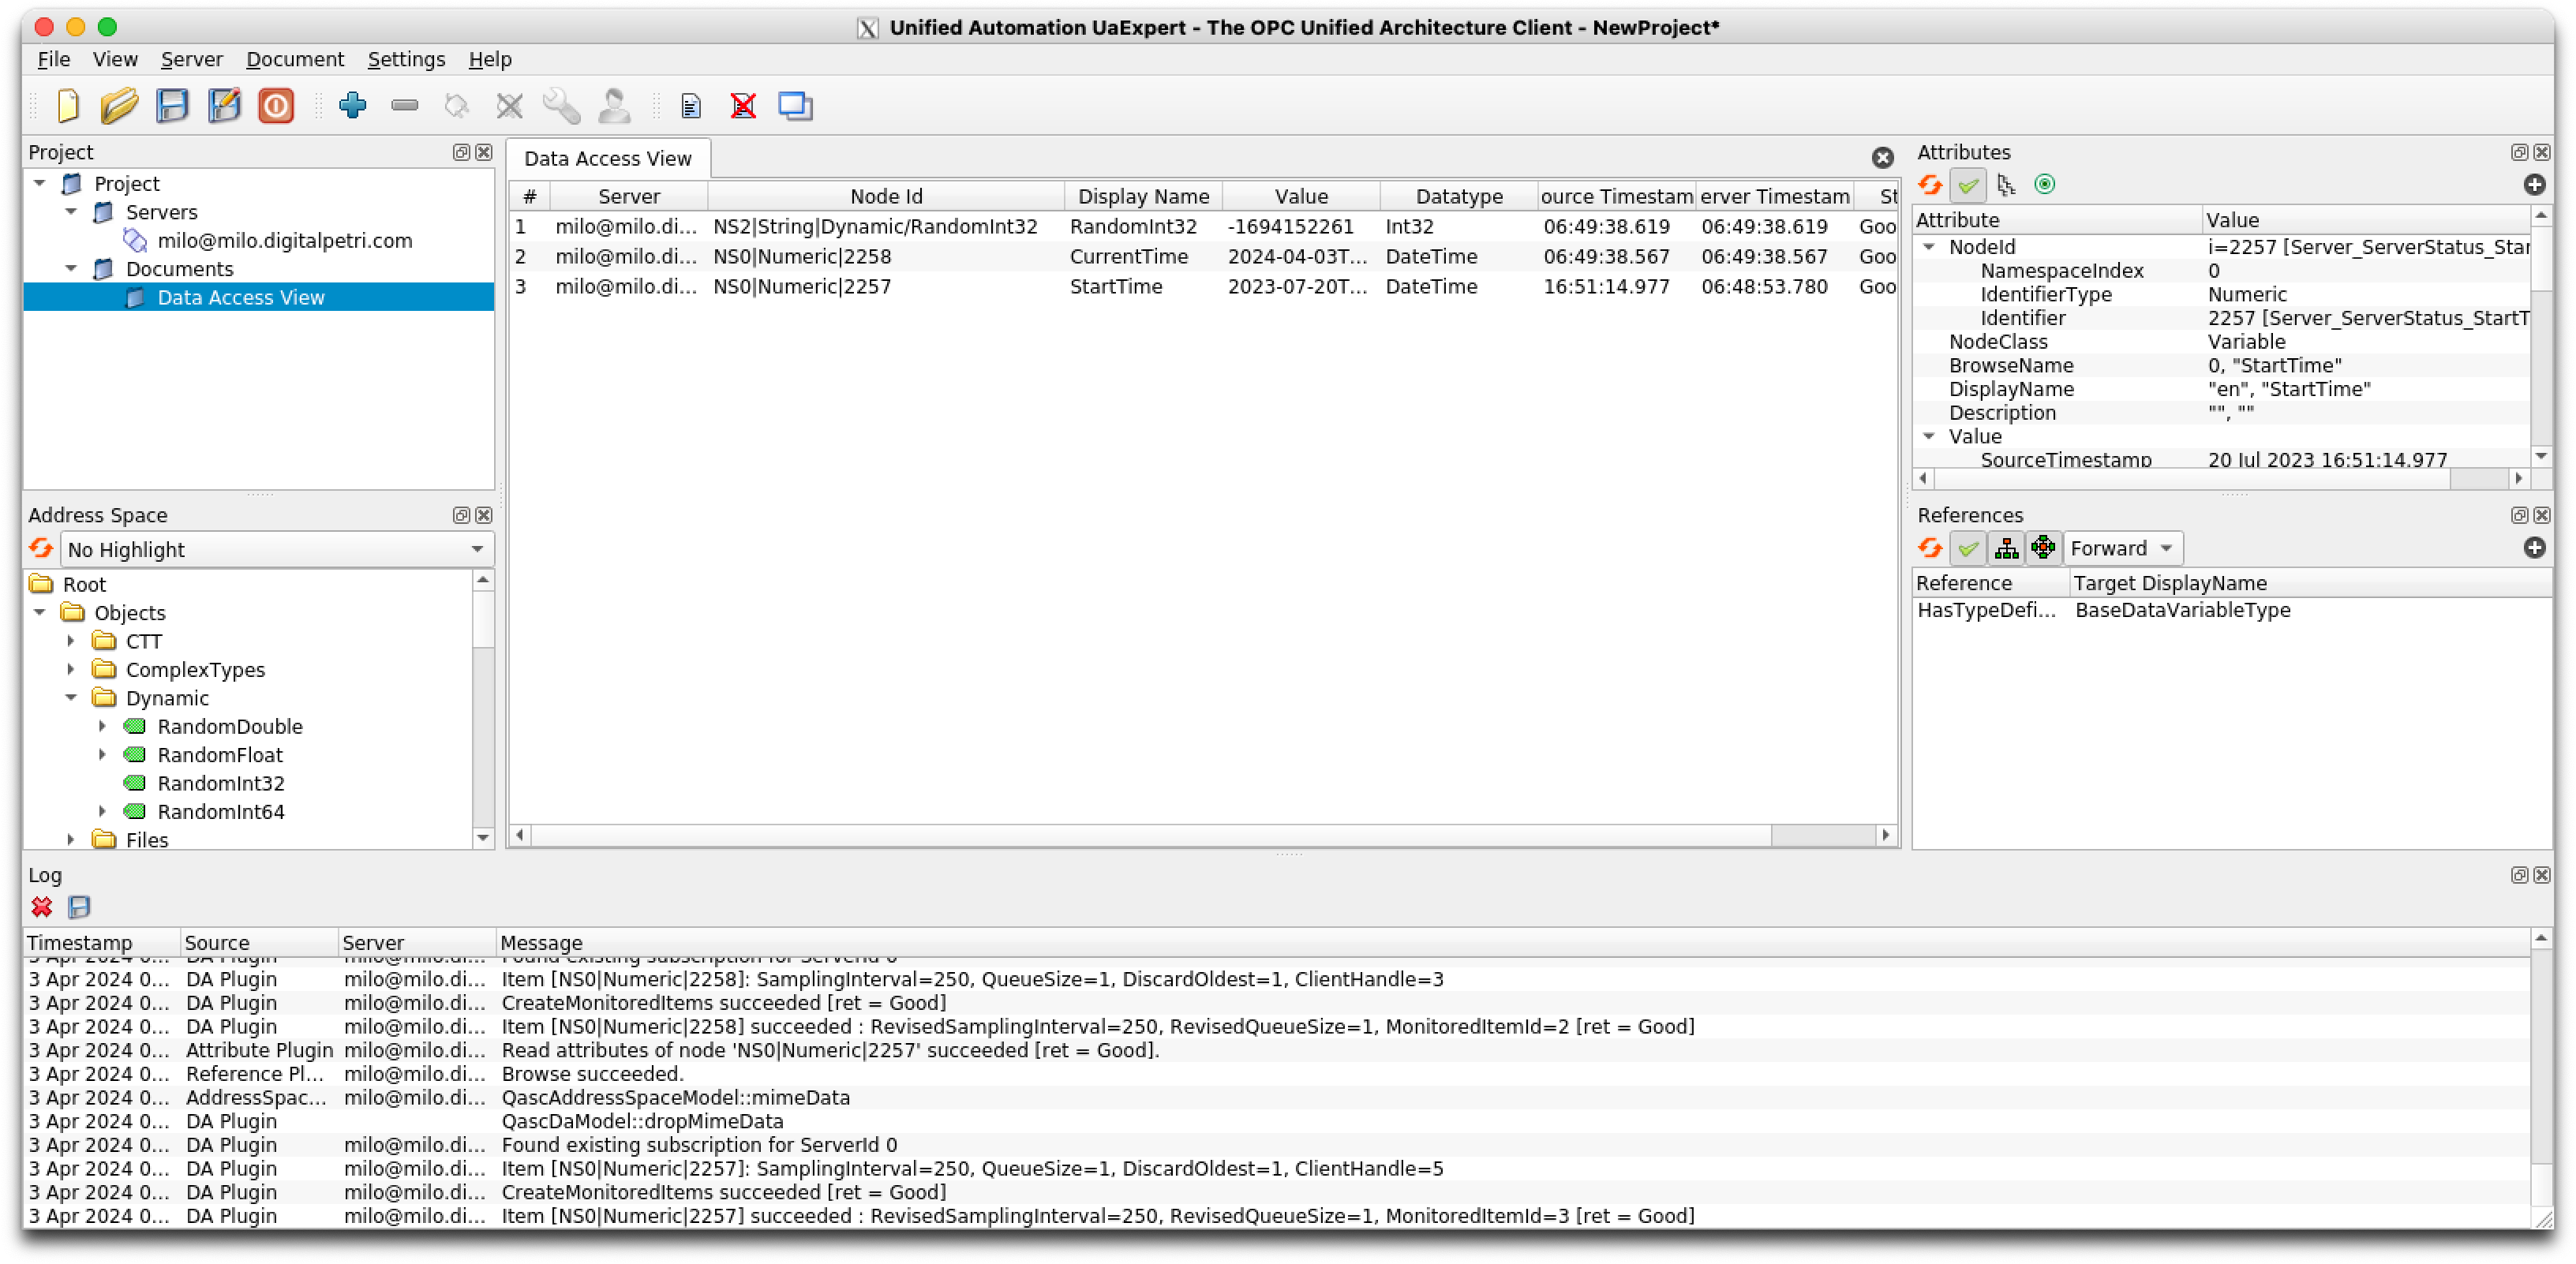 Unified Automation UaExpert - The OPC Unified Architecture Client - NewProject*
File View Server Document Settings Help
Project
Project
Servers
milo@milo.digitalpetri.com
Documents
Data Access View
Address Space
No Highlight
Root
Objects
CTT
ComplexTypes
Dynamic
RandomDouble
RandomFloat
RandomInt32
RandomInt64
Files
Data Access View
# Server Node Id Display Name Value Datatype ource Timestam erver Timestam St
1 milo@milo.di... NS2|String|Dynamic/RandomInt32 RandomInt32 -1694152261 Int32 06:49:38.619 06:49:38.619 Goo
2 milo@milo.di... NS0|Numeric|2258 CurrentTime 2024-04-03T... DateTime 06:49:38.567 06:49:38.567 Goo
3 milo@milo.di... NS0|Numeric|2257 StartTime 2023-07-20T... DateTime 16:51:14.977 06:48:53.780 Goo
Attributes
Attribute Value
NodeId i=2257 [Server_ServerStatus_Star
NamespaceIndex 0
IdentifierType Numeric
Identifier 2257 [Server_ServerStatus_StartT
NodeClass Variable
BrowseName 0, "StartTime"
DisplayName "en", "StartTime"
Description "", ""
Value
SourceTimestamp 20 Jul 2023 16:51:14.977
References
Forward
Reference Target DisplayName
HasTypeDefi... BaseDataVariableType
Log
Timestamp Source Server Message
3 Apr 2024 0... DA Plugin milo@milo.di... Found existing subscription for ServerId 0
3 Apr 2024 0... DA Plugin milo@milo.di... Item [NS0|Numeric|2258]: SamplingInterval=250, QueueSize=1, DiscardOldest=1, ClientHandle=3
3 Apr 2024 0... DA Plugin milo@milo.di... CreateMonitoredItems succeeded [ret = Good]
3 Apr 2024 0... DA Plugin milo@milo.di... Item [NS0|Numeric|2258] succeeded : RevisedSamplingInterval=250, RevisedQueueSize=1, MonitoredItemId=2 [ret = Good]
3 Apr 2024 0... Attribute Plugin milo@milo.di... Read attributes of node 'NS0|Numeric|2257' succeeded [ret = Good].
3 Apr 2024 0... Reference Pl... milo@milo.di... Browse succeeded.
3 Apr 2024 0... AddressSpac... milo@milo.di... QascAddressSpaceModel::mimeData
3 Apr 2024 0... DA Plugin QascDaModel::dropMimeData
3 Apr 2024 0... DA Plugin milo@milo.di... Found existing subscription for ServerId 0
3 Apr 2024 0... DA Plugin milo@milo.di... Item [NS0|Numeric|2257]: SamplingInterval=250, QueueSize=1, DiscardOldest=1, ClientHandle=5
3 Apr 2024 0... DA Plugin milo@milo.di... CreateMonitoredItems succeeded [ret = Good]
3 Apr 2024 0... DA Plugin milo@milo.di... Item [NS0|Numeric|2257] succeeded : RevisedSamplingInterval=250, RevisedQueueSize=1, MonitoredItemId=3 [ret = Good]